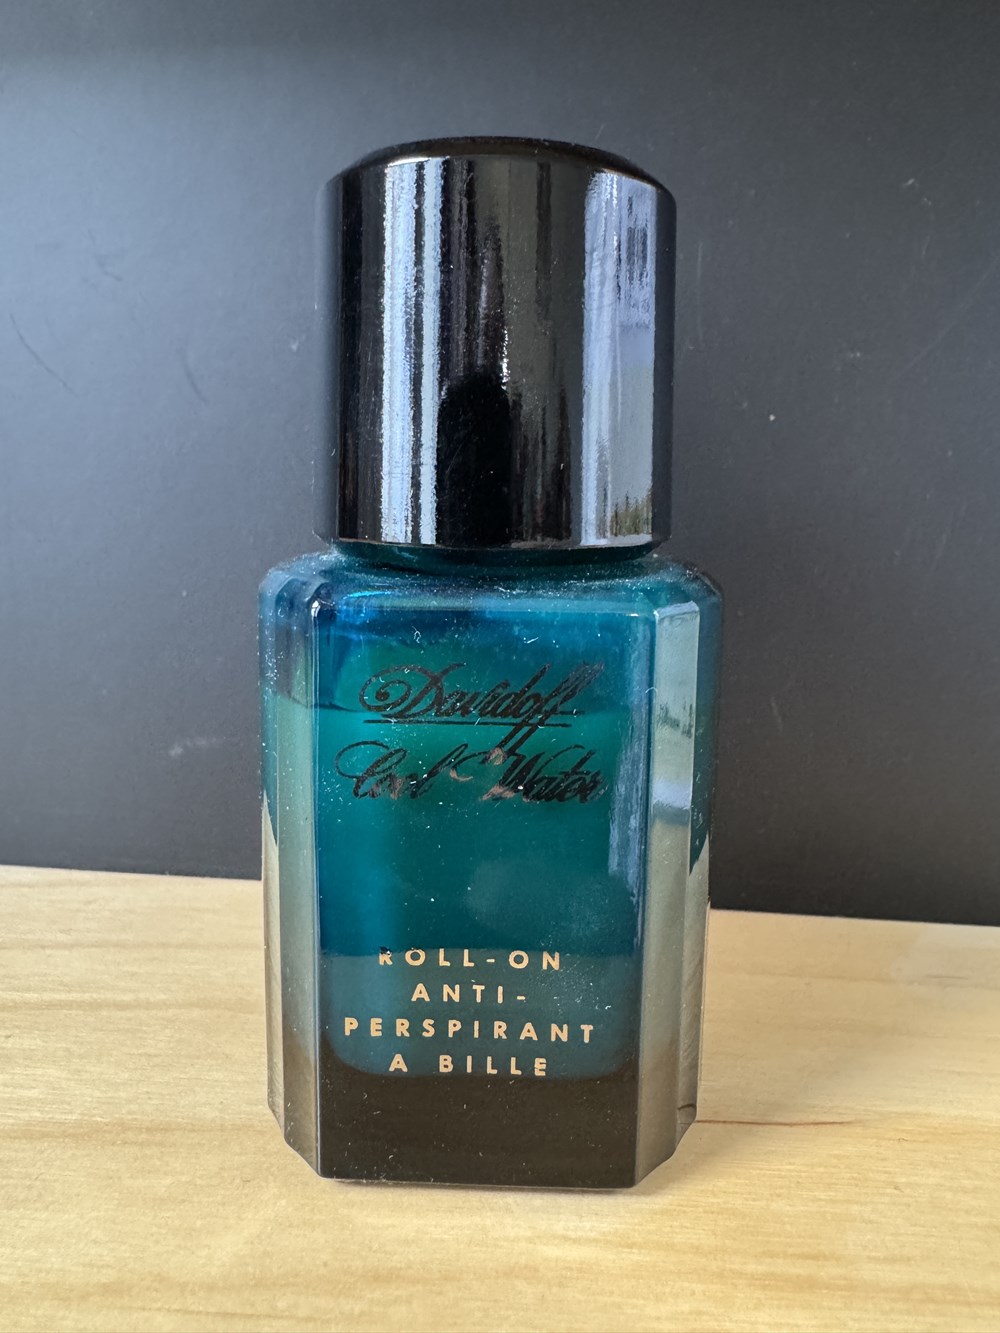 Davidoff
Cool Water
ROLL-ON
ANTI-
PERSPIRANT
A BILLE